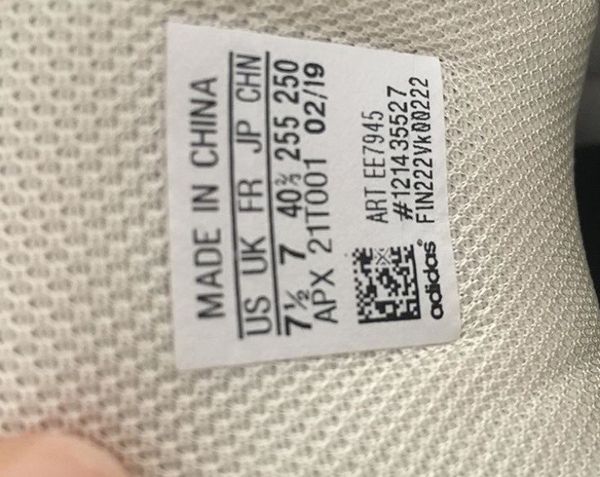 MADE IN CHINA
US UK FR JP CHN
7½ 7 40⅔ 255 250
APX 21T001 02/19
ART EE7945
#121435527
FIN222Vk00222
adidas®